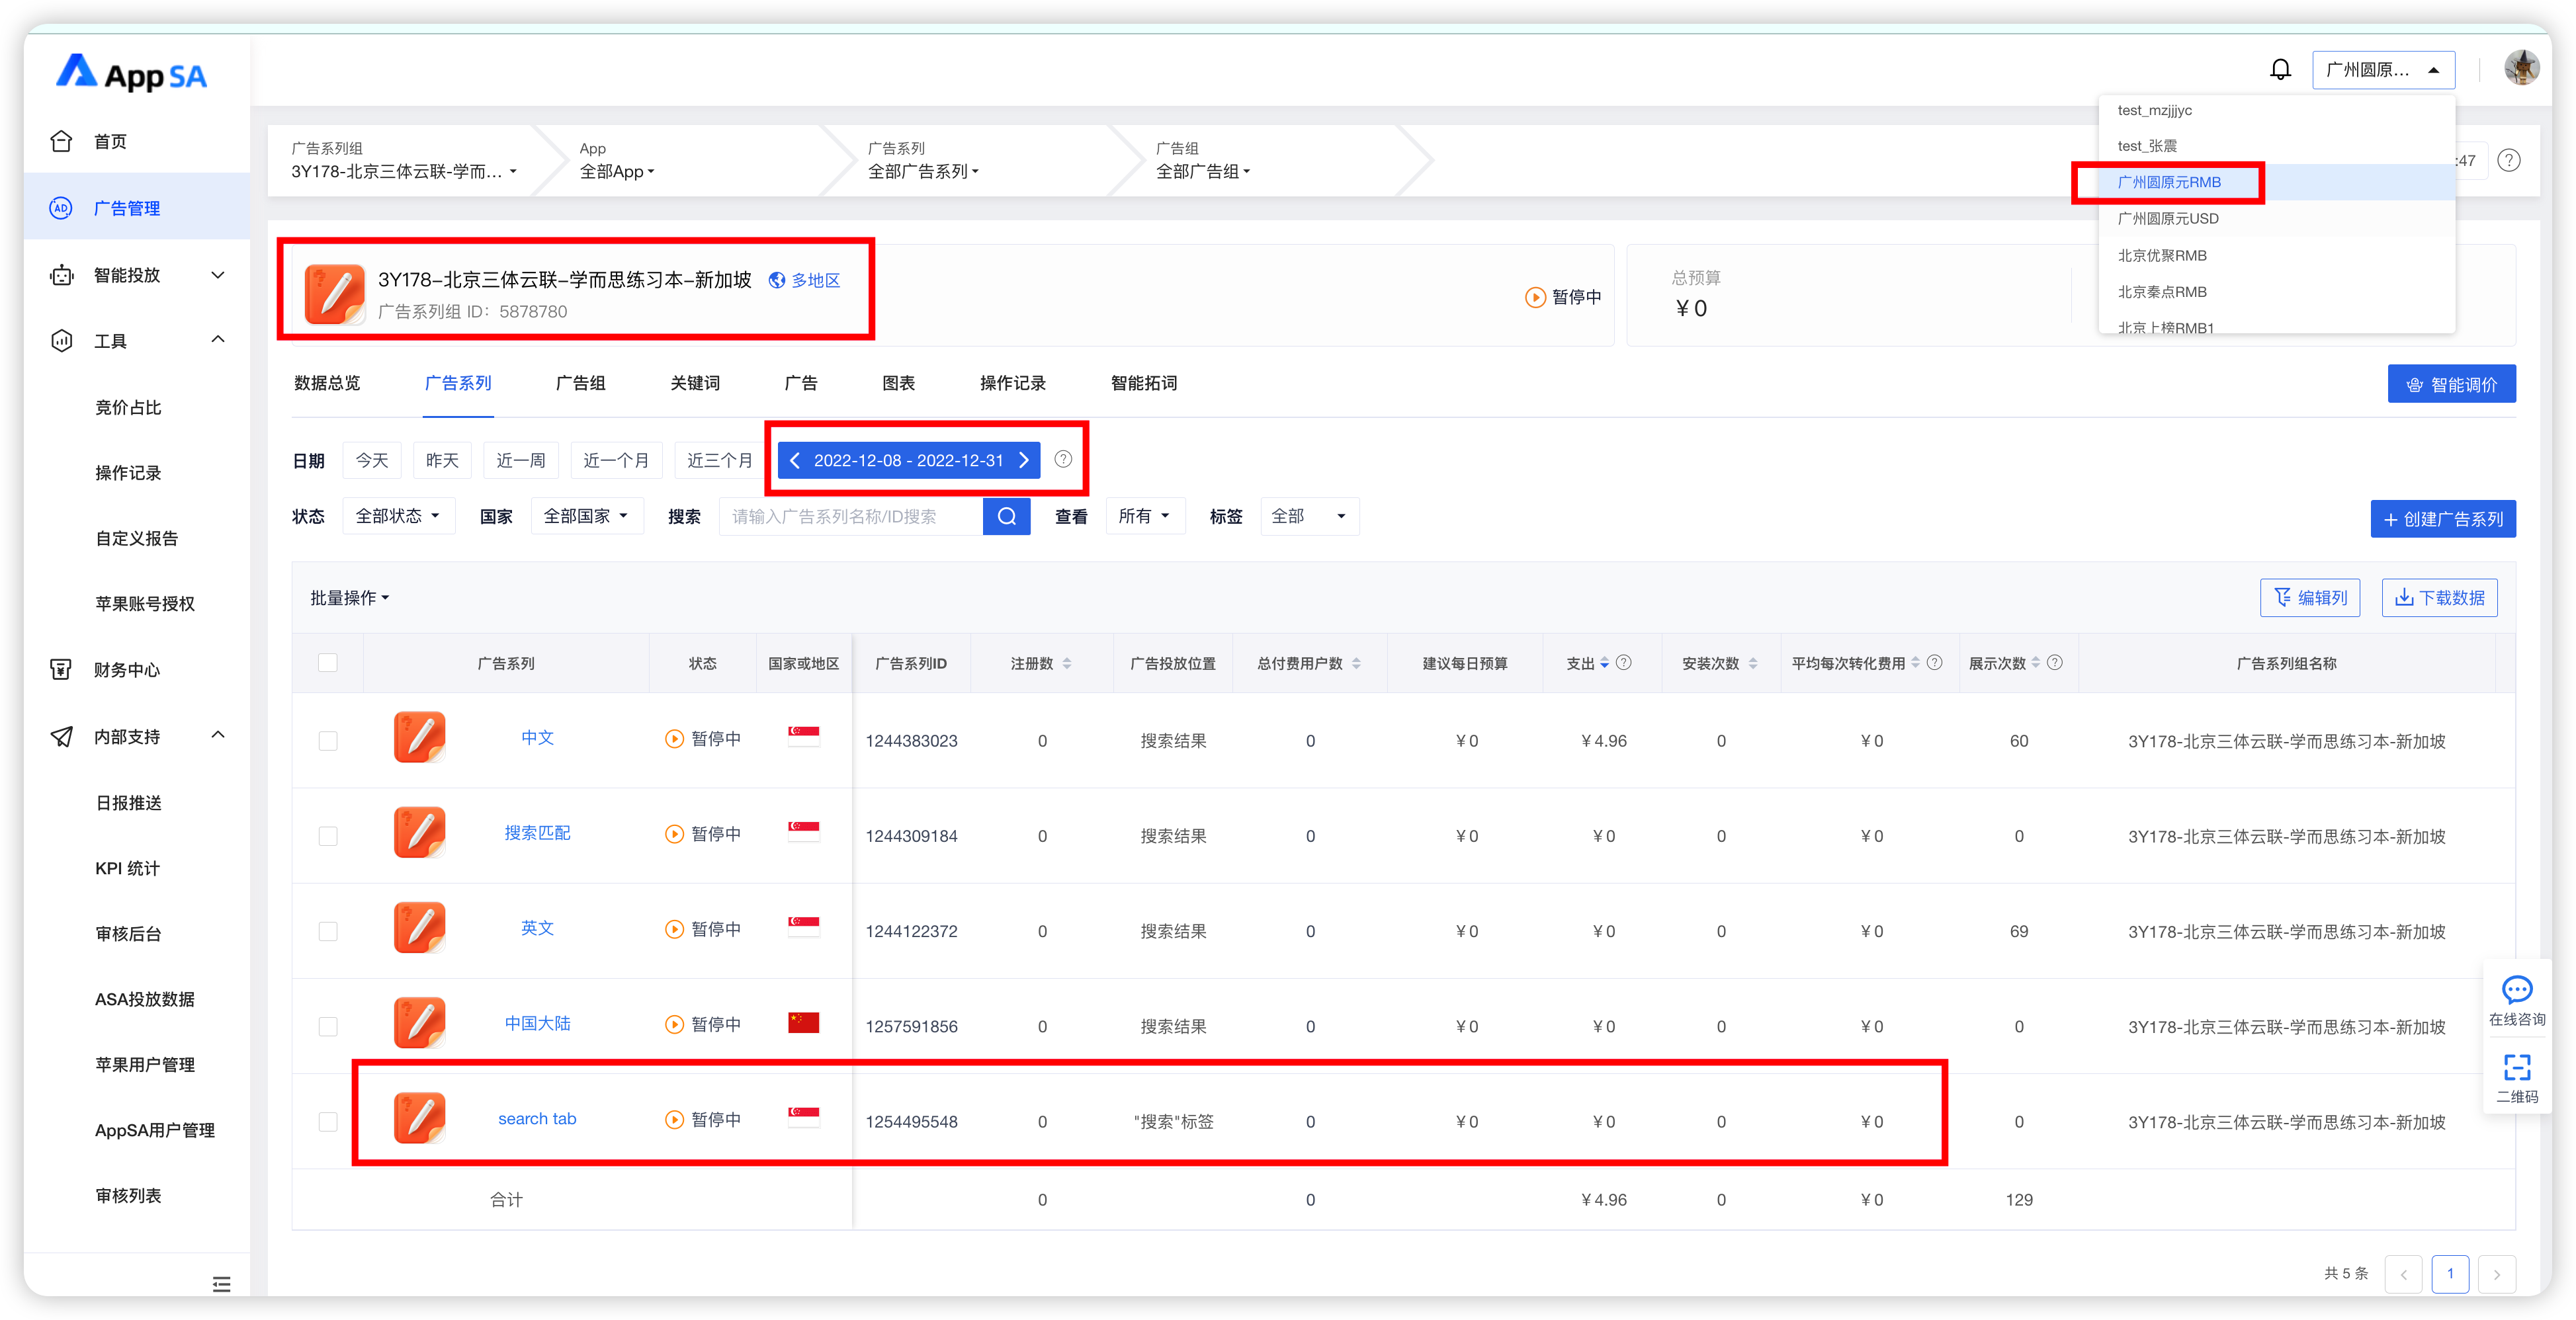 App SA
首页
广告管理
智能投放
工具
竞价占比
操作记录
自定义报告
苹果账号授权
财务中心
内部支持
日报推送
KPI 统计
审核后台
ASA投放数据
苹果用户管理
AppSA用户管理
审核列表
广州圆原...
test_mzjjjyc
test_张震
广州圆原元RMB
广州圆原元USD
北京优聚RMB
北京秦点RMB
北京上榜RMB1
广告系列组
3Y178-北京三体云联-学而...
App
全部App
广告系列
全部广告系列
广告组
全部广告组
:47
3Y178-北京三体云联-学而思练习本-新加坡 多地区
广告系列组 ID: 5878780
暂停中
总预算
¥0
数据总览 广告系列 广告组 关键词 广告 图表 操作记录 智能拓词
智能调价
日期 今天 昨天 近一周 近一个月 近三个月 2022-12-08 - 2022-12-31
状态 全部状态 国家 全部国家 搜索 请输入广告系列名称/ID搜索 查看 所有 标签 全部
+ 创建广告系列
批量操作
编辑列 下载数据
广告系列 状态 国家或地区 广告系列ID 注册数 广告投放位置 总付费用户数 建议每日预算 支出 安装次数 平均每次转化费用 展示次数 广告系列组名称
中文 暂停中 1244383023 0 搜索结果 0 ¥0 ¥4.96 0 ¥0 60 3Y178-北京三体云联-学而思练习本-新加坡
搜索匹配 暂停中 1244309184 0 搜索结果 0 ¥0 ¥0 0 ¥0 0 3Y178-北京三体云联-学而思练习本-新加坡
英文 暂停中 1244122372 0 搜索结果 0 ¥0 ¥0 0 ¥0 69 3Y178-北京三体云联-学而思练习本-新加坡
中国大陆 暂停中 1257591856 0 搜索结果 0 ¥0 ¥0 0 ¥0 0 3Y178-北京三体云联-学而思练习本-新加坡
search tab 暂停中 1254495548 0 "搜索"标签 0 ¥0 ¥0 0 ¥0 0 3Y178-北京三体云联-学而思练习本-新加坡
合计 0 0 ¥4.96 0 ¥0 129
共 5 条 1
在线咨询
二维码